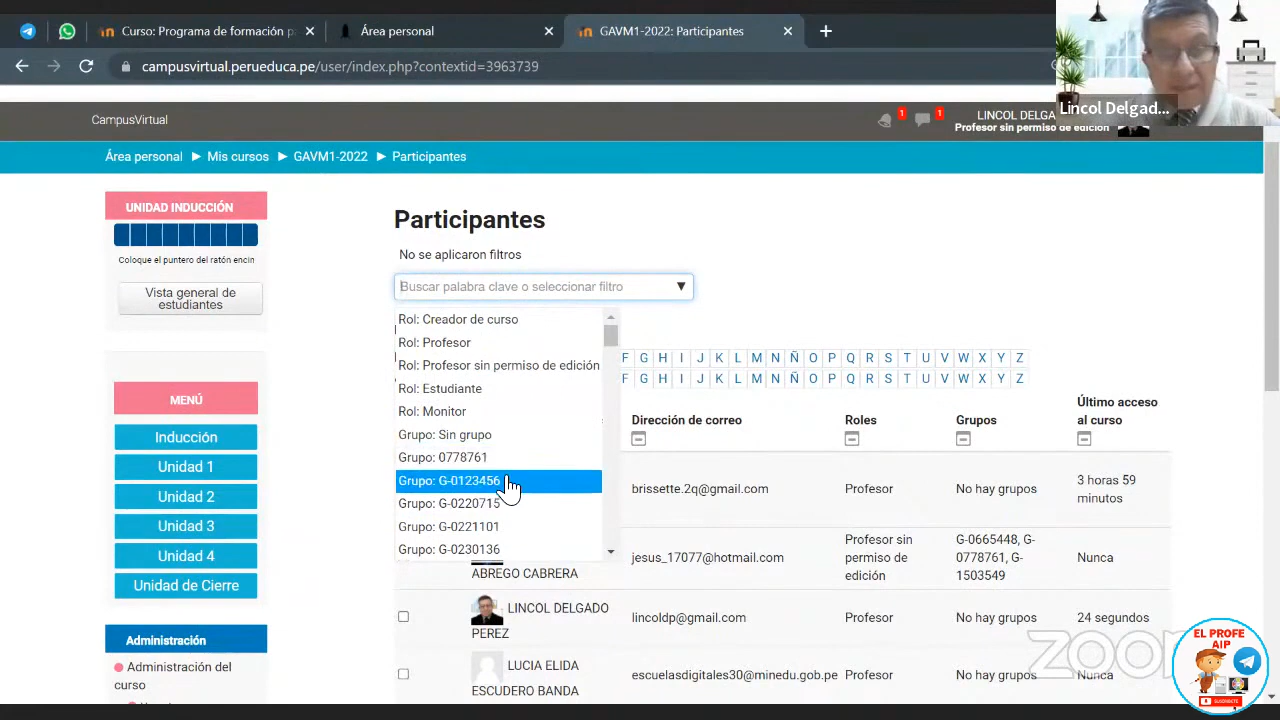 Curso: Programa de formación p
Área personal
GAVM1-2022: Participantes
campusvirtual.perueduca.pe/user/index.php?contextid=3963739
Lincol Delgad...
CampusVirtual
1
1
LINCOL DELGA
Profesor sin permiso de edición
Área personal ► Mis cursos ► GAVM1-2022 ► Participantes
UNIDAD INDUCCIÓN
Coloque el puntero del ratón encin
Vista general de
estudiantes
MENÚ
Inducción
Unidad 1
Unidad 2
Unidad 3
Unidad 4
Unidad de Cierre
Administración
Administración del
curso
Participantes
No se aplicaron filtros
Buscar palabra clave o seleccionar filtro ▼
Rol: Creador de curso
Rol: Profesor
Rol: Profesor sin permiso de edición
Rol: Estudiante
Rol: Monitor
Grupo: Sin grupo
Grupo: 0778761
Grupo: G-0123456
Grupo: G-0220715
Grupo: G-0221101
Grupo: G-0230136
F G H I J K L M N Ñ O P Q R S T U V W X Y Z
F G H I J K L M N Ñ O P Q R S T U V W X Y Z
Dirección de correo
Roles
Grupos
Último acceso
al curso
brissette.2q@gmail.com
Profesor
No hay grupos
3 horas 59
minutos
ABREGO CABRERA
jesus_17077@hotmail.com
Profesor sin
permiso de
edición
G-0665448, G-
0778761, G-
1503549
Nunca
LINCOL DELGADO
PEREZ
lincoldp@gmail.com
Profesor
No hay grupos
24 segundos
LUCIA ELIDA
ESCUDERO BANDA
escuelasdigitales30@minedu.gob.pe
Profesor
No hay grupos
Nunca
zoom
EL PROFE
AIP